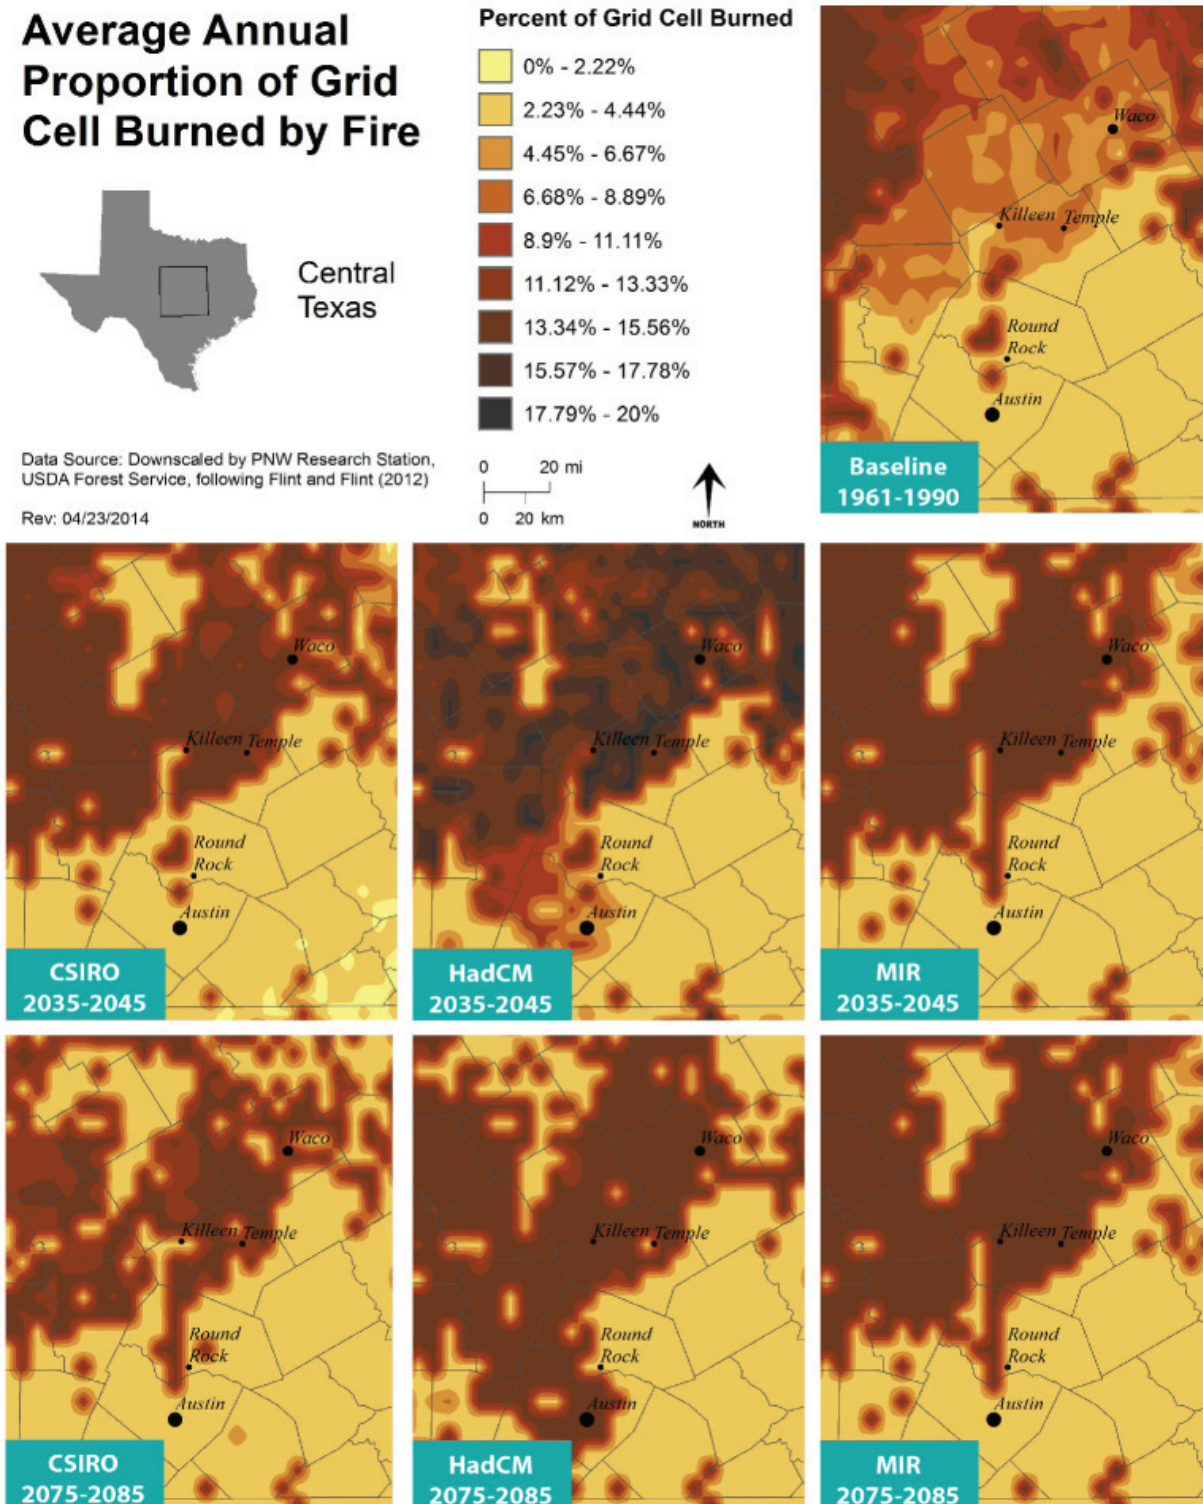 Average Annual
Proportion of Grid
Cell Burned by Fire
Central
Texas
Data Source: Downscaled by PNW Research Station,
USDA Forest Service, following Flint and Flint (2012)
Rev: 04/23/2014
Percent of Grid Cell Burned
0% - 2.22%
2.23% - 4.44%
4.45% - 6.67%
6.68% - 8.89%
8.9% - 11.11%
11.12% - 13.33%
13.34% - 15.56%
15.57% - 17.78%
17.79% - 20%
0 20 mi
0 20 km
NORTH
Waco
Killeen Temple
Round
Rock
Austin
Baseline
1961-1990
Waco
Killeen Temple
Round
Rock
Austin
CSIRO
2035-2045
Waco
Killeen Temple
Round
Rock
Austin
HadCM
2035-2045
Waco
Killeen Temple
Round
Rock
Austin
MIR
2035-2045
Waco
Killeen Temple
Round
Rock
Austin
CSIRO
2075-2085
Waco
Killeen Temple
Round
Rock
Austin
HadCM
2075-2085
Waco
Killeen Temple
Round
Rock
Austin
MIR
2075-2085